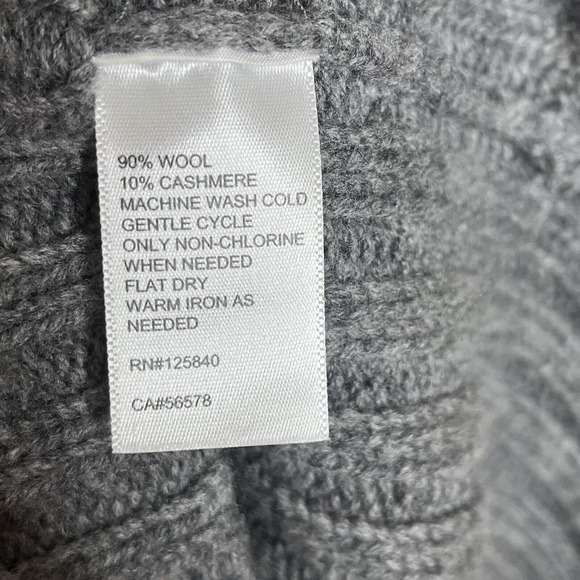 90% WOOL
10% CASHMERE
MACHINE WASH COLD
GENTLE CYCLE
ONLY NON-CHLORINE
WHEN NEEDED
FLAT DRY
WARM IRON AS
NEEDED
RN#125840
CA#56578